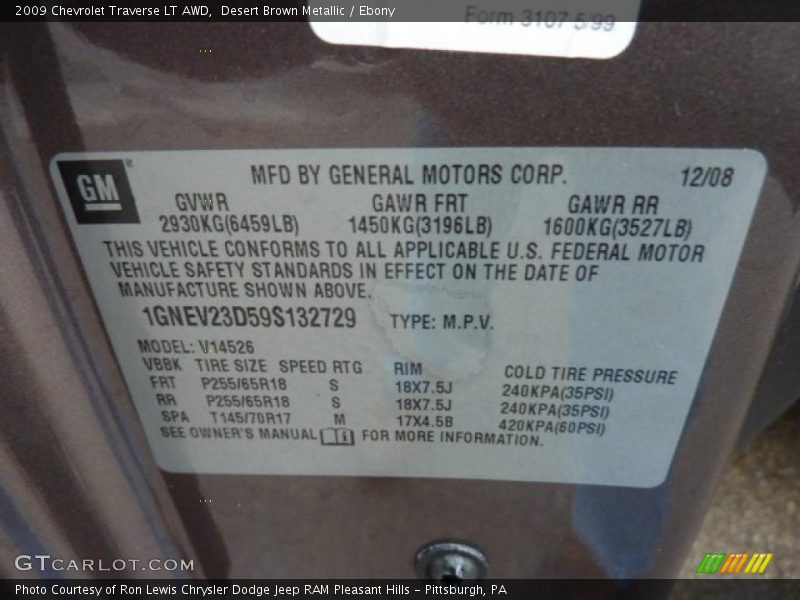 2009 Chevrolet Traverse LT AWD, Desert Brown Metallic / Ebony
Form 3107 5/99
GM
MFD BY GENERAL MOTORS CORP. 12/08
GVWR GAWR FRT GAWR RR
2930KG(6459LB) 1450KG(3196LB) 1600KG(3527LB)
THIS VEHICLE CONFORMS TO ALL APPLICABLE U.S. FEDERAL MOTOR
VEHICLE SAFETY STANDARDS IN EFFECT ON THE DATE OF
MANUFACTURE SHOWN ABOVE.
1GNEV23D59S132729 TYPE: M.P.V.
MODEL: V14526
VBBK TIRE SIZE SPEED RTG RIM COLD TIRE PRESSURE
FRT P255/65R18 S 18X7.5J 240KPA(35PSI)
RR P255/65R18 S 18X7.5J 240KPA(35PSI)
SPA T145/70R17 M 17X4.5B 420KPA(60PSI)
SEE OWNER'S MANUAL FOR MORE INFORMATION.
GTCARLOT.COM
Photo Courtesy of Ron Lewis Chrysler Dodge Jeep RAM Pleasant Hills - Pittsburgh, PA